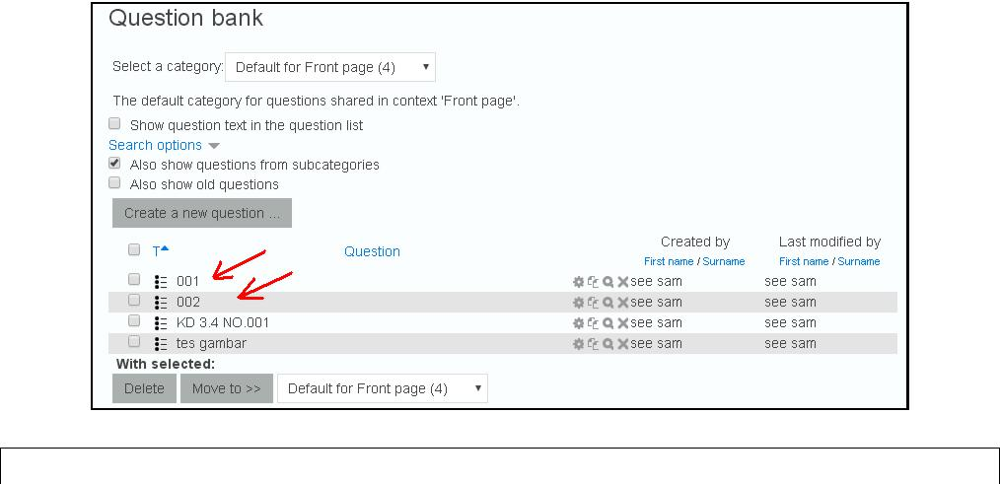 Question bank
Select a category: Default for Front page (4)
The default category for questions shared in context 'Front page'.
Show question text in the question list
Search options
Also show questions from subcategories
Also show old questions
Create a new question ...
T Question Created by Last modified by
First name / Surname First name / Surname
001 see sam see sam
002 see sam see sam
KD 3.4 NO.001 see sam see sam
tes gambar see sam see sam
With selected:
Delete Move to >> Default for Front page (4)